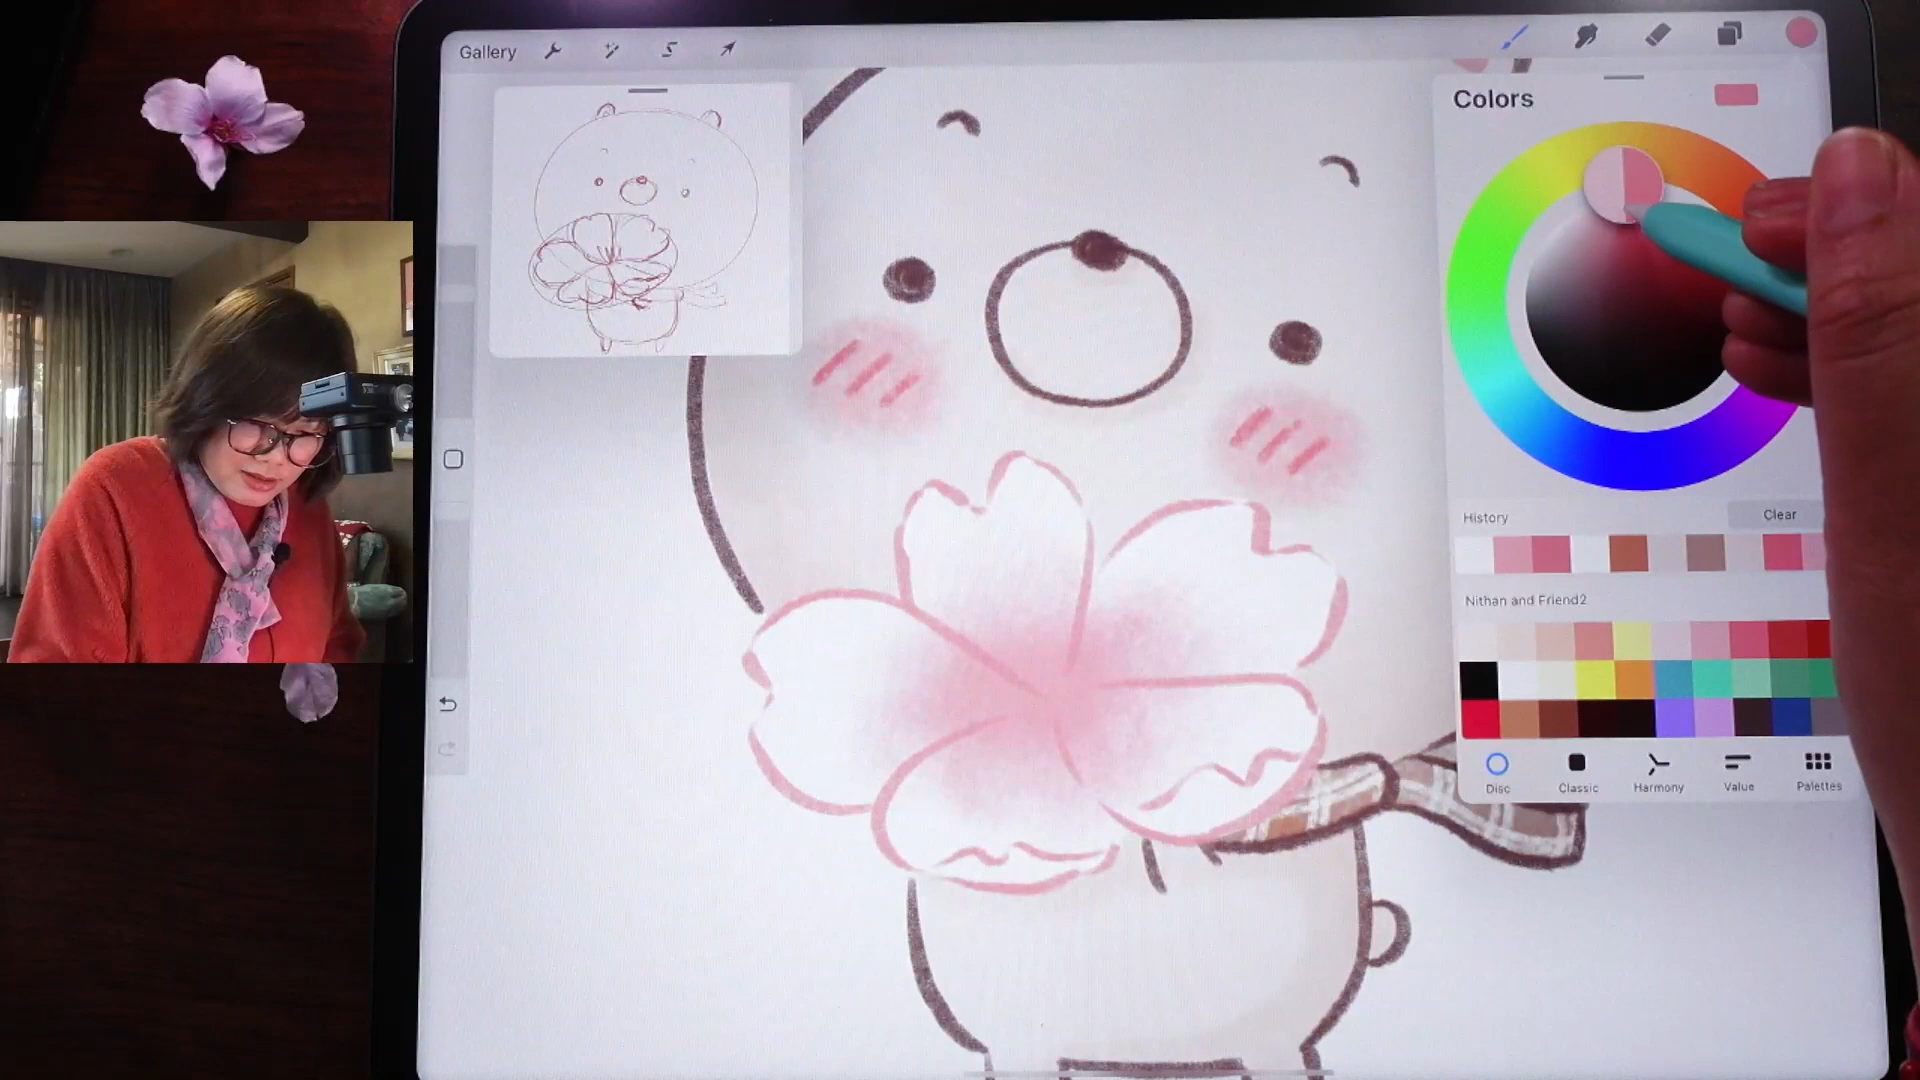 Gallery
Colors
History
Clear
Nithan and Friend2
Disc
Classic
Harmony
Value
Palettes